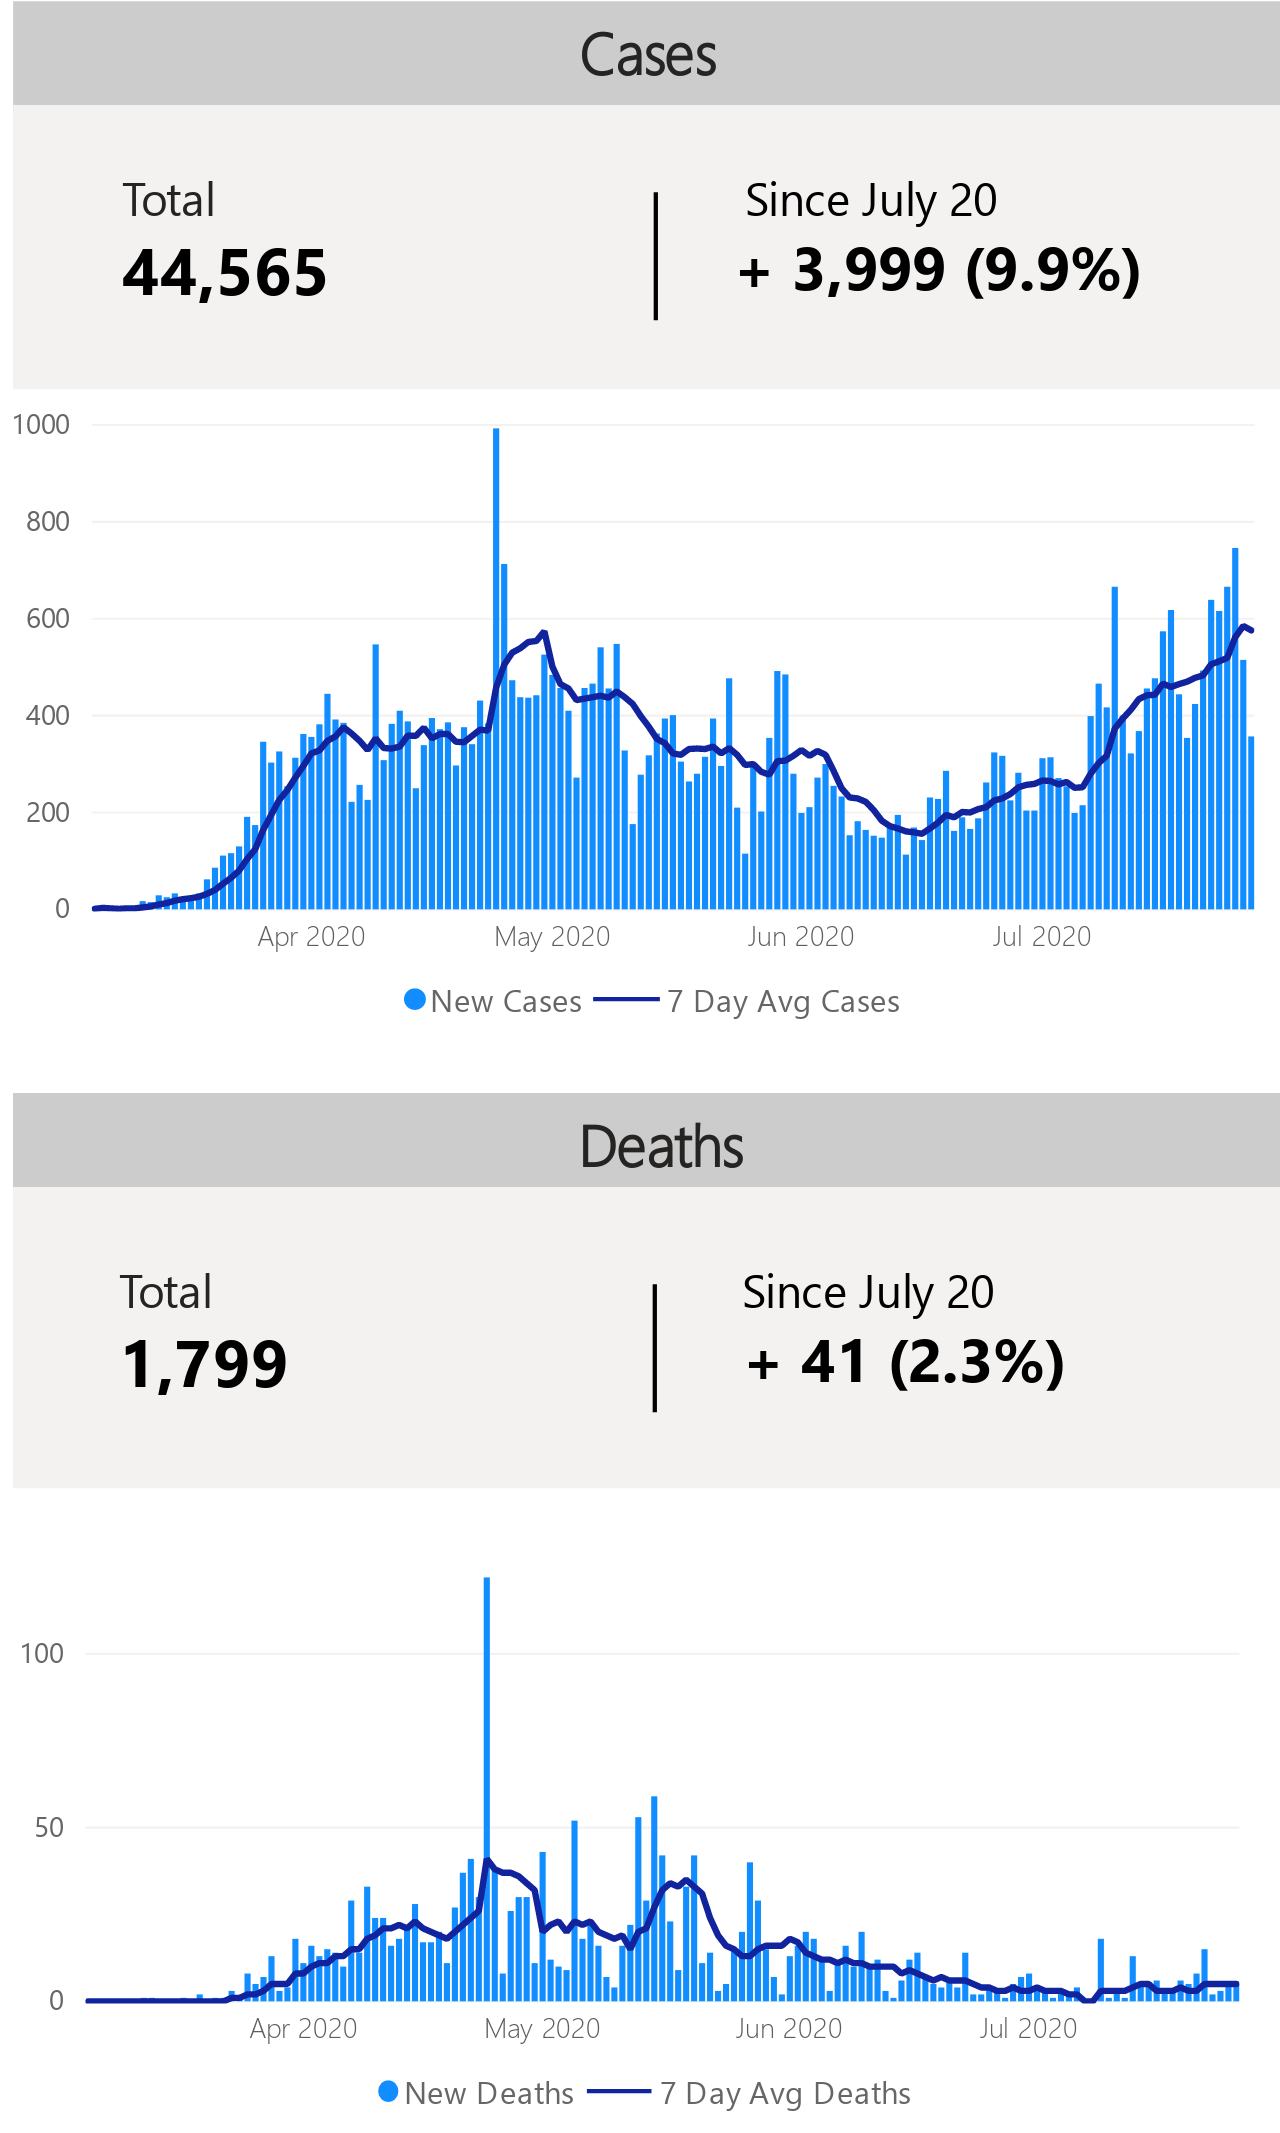 Cases
Total
Since July 20
44,565
+ 3,999 (9.9%)
1000
800
600
400
200
0
Apr 2020
May 2020
Jun 2020
Jul 2020
New Cases
7 Day Avg Cases
Deaths
Total
Since July 20
1,799
+ 41 (2.3%)
100
50
0
Apr 2020
May 2020
Jun 2020
Jul 2020
New Deaths
7 Day Avg Deaths